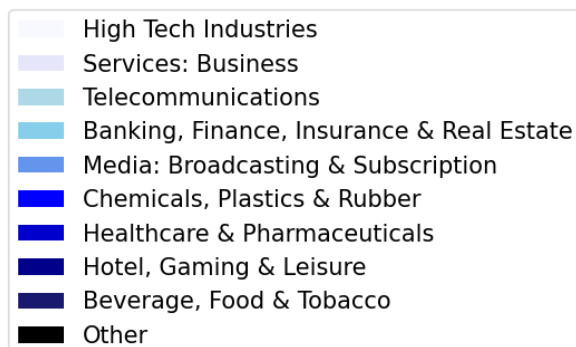 High Tech Industries
Services: Business
Telecommunications
Banking, Finance, Insurance & Real Estate
Media: Broadcasting & Subscription
Chemicals, Plastics & Rubber
Healthcare & Pharmaceuticals
Hotel, Gaming & Leisure
Beverage, Food & Tobacco
Other